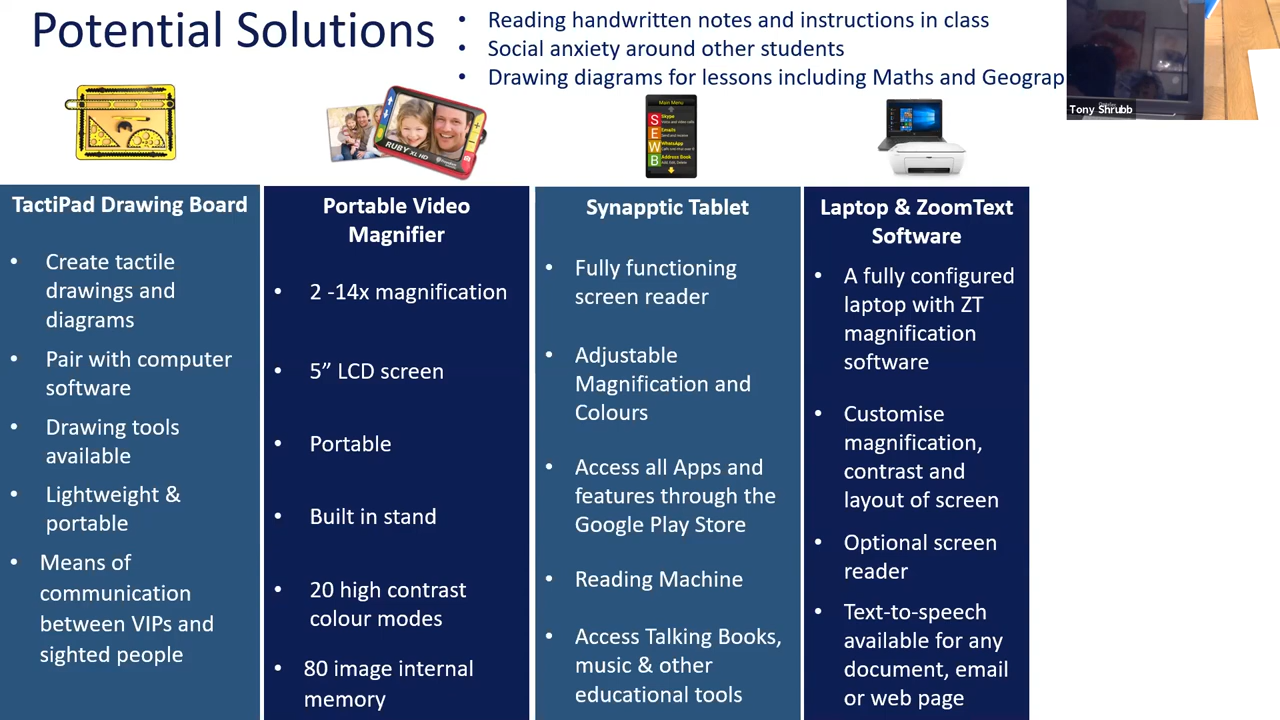 Potential Solutions
• Reading handwritten notes and instructions in class
• Social anxiety around other students
• Drawing diagrams for lessons including Maths and Geograp
Tony Shrubb
RUBY XL HD
Main Menu
S Skype
E Emails
W WhatsApp
B Address Book
TactiPad Drawing Board
• Create tactile
drawings and
diagrams
• Pair with computer
software
• Drawing tools
available
• Lightweight &
portable
• Means of
communication
between VIPs and
sighted people
Portable Video
Magnifier
• 2 -14x magnification
• 5” LCD screen
• Portable
• Built in stand
• 20 high contrast
colour modes
• 80 image internal
memory
Synapptic Tablet
• Fully functioning
screen reader
• Adjustable
Magnification and
Colours
• Access all Apps and
features through the
Google Play Store
• Reading Machine
• Access Talking Books,
music & other
educational tools
Laptop & ZoomText
Software
• A fully configured
laptop with ZT
magnification
software
• Customise
magnification,
contrast and
layout of screen
• Optional screen
reader
• Text-to-speech
available for any
document, email
or web page